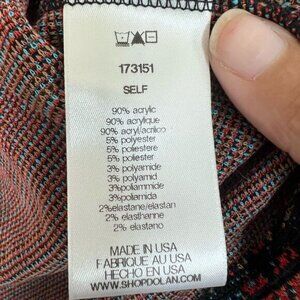 173151
SELF
90% acrylic
90% acrylique
90% acryl/acrilico
5% polyester
5% poliestere
5% poliester
3% polyamide
3% polyamid
3%poliammide
3%poliamida
2%elastane/elastan
2% elasthanne
2% elastano
MADE IN USA
FABRIQUE AU USA
HECHO EN USA
WWW.SHOPDOLAN.COM